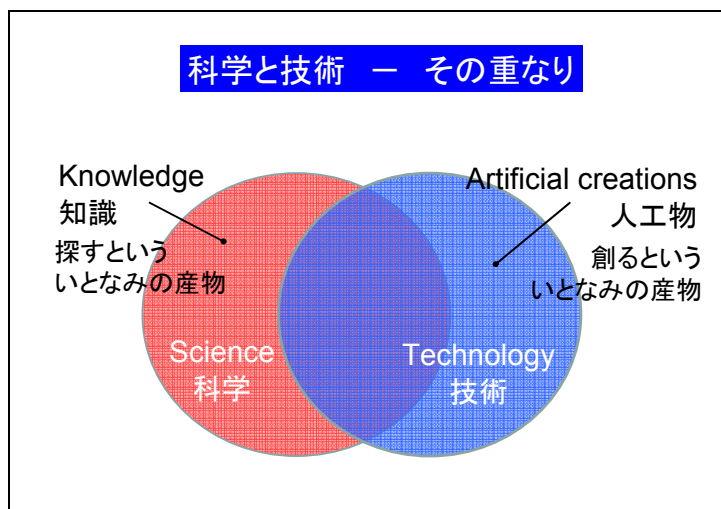 科学と技術 － その重なり
Knowledge
知識
探すという
いとなみの産物
Artificial creations
人工物
創るという
いとなみの産物
Science
科学
Technology
技術